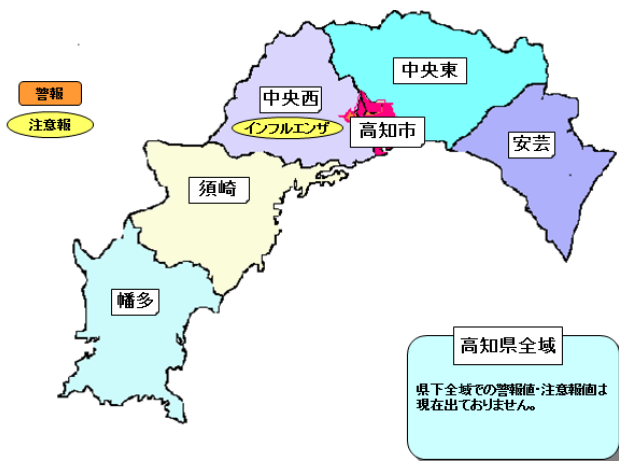 警報
注意報
中央東
中央西
インフルエンザ
高知市
安芸
須崎
幡多
高知県全域
県下全域での警報値・注意報値は
現在出ておりません。